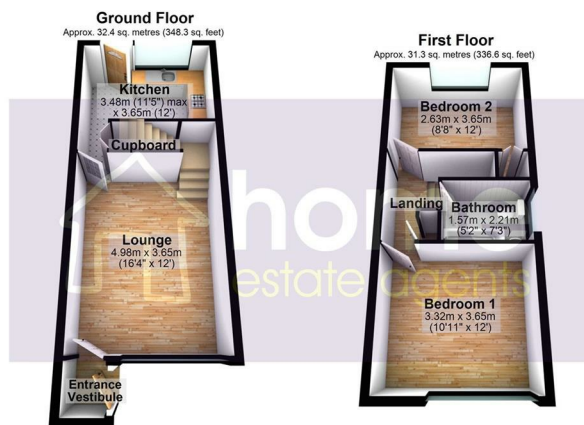 Ground Floor
Approx. 32.4 sq. metres (348.3 sq. feet)
Kitchen
3.48m (11'5") max
x 3.65m (12')
Cupboard
Lounge
4.98m x 3.65m
(16'4" x 12')
Entrance
Vestibule
First Floor
Approx. 31.3 sq. metres (336.6 sq. feet)
Bedroom 2
2.63m x 3.65m
(8'8" x 12')
Landing
Bathroom
1.57m x 2.21m
(5'2" x 7'3")
Bedroom 1
3.32m x 3.65m
(10'11" x 12')
home
estate agents